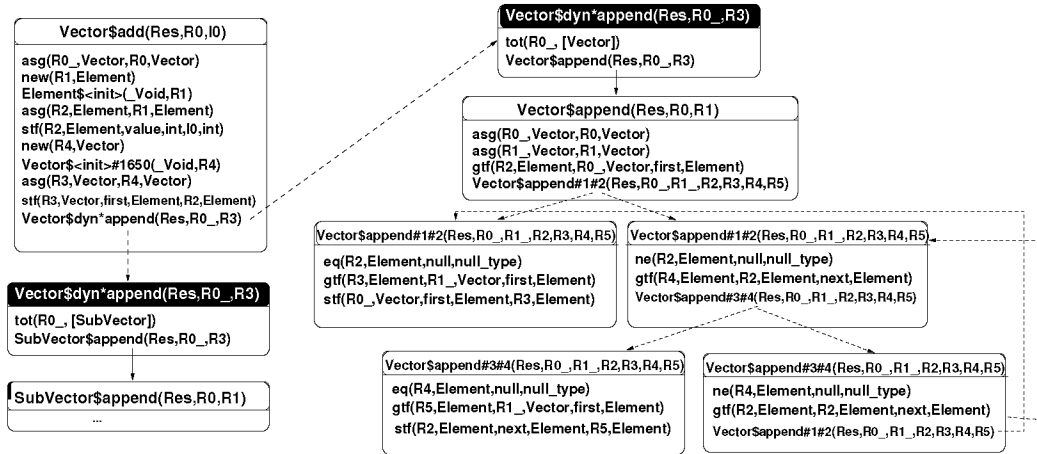 Vector$add(Res,R0,I0)
asg(R0_,Vector,R0,Vector)
new(R1,Element)
Element$<init>(_Void,R1)
asg(R2,Element,R1,Element)
stf(R2,Element,value,int,I0,int)
new(R4,Vector)
Vector$<init>#1650(_Void,R4)
asg(R3,Vector,R4,Vector)
stf(R3,Vector,first,Element,R2,Element)
Vector$dyn*append(Res,R0_,R3)
Vector$dyn*append(Res,R0_,R3)
tot(R0_, [SubVector])
SubVector$append(Res,R0_,R3)
SubVector$append(Res,R0,R1)
...
Vector$dyn*append(Res,R0_,R3)
tot(R0_, [Vector])
Vector$append(Res,R0_,R3)
Vector$append(Res,R0,R1)
asg(R0_,Vector,R0,Vector)
asg(R1_,Vector,R1,Vector)
gtf(R2,Element,R0_,Vector,first,Element)
Vector$append#1#2(Res,R0_,R1_,R2,R3,R4,R5)
Vector$append#1#2(Res,R0_,R1_,R2,R3,R4,R5)
eq(R2,Element,null,null_type)
gtf(R3,Element,R1_,Vector,first,Element)
stf(R0_,Vector,first,Element,R3,Element)
Vector$append#1#2(Res,R0_,R1_,R2,R3,R4,R5)
ne(R2,Element,null,null_type)
gtf(R4,Element,R2,Element,next,Element)
Vector$append#3#4(Res,R0_,R1_,R2,R3,R4,R5)
Vector$append#3#4(Res,R0_,R1_,R2,R3,R4,R5)
eq(R4,Element,null,null_type)
gtf(R5,Element,R1_,Vector,first,Element)
stf(R2,Element,next,Element,R5,Element)
Vector$append#3#4(Res,R0_,R1_,R2,R3,R4,R5)
ne(R4,Element,null,null_type)
gtf(R2,Element,R2,Element,next,Element)
Vector$append#1#2(Res,R0_,R1_,R2,R3,R4,R5)